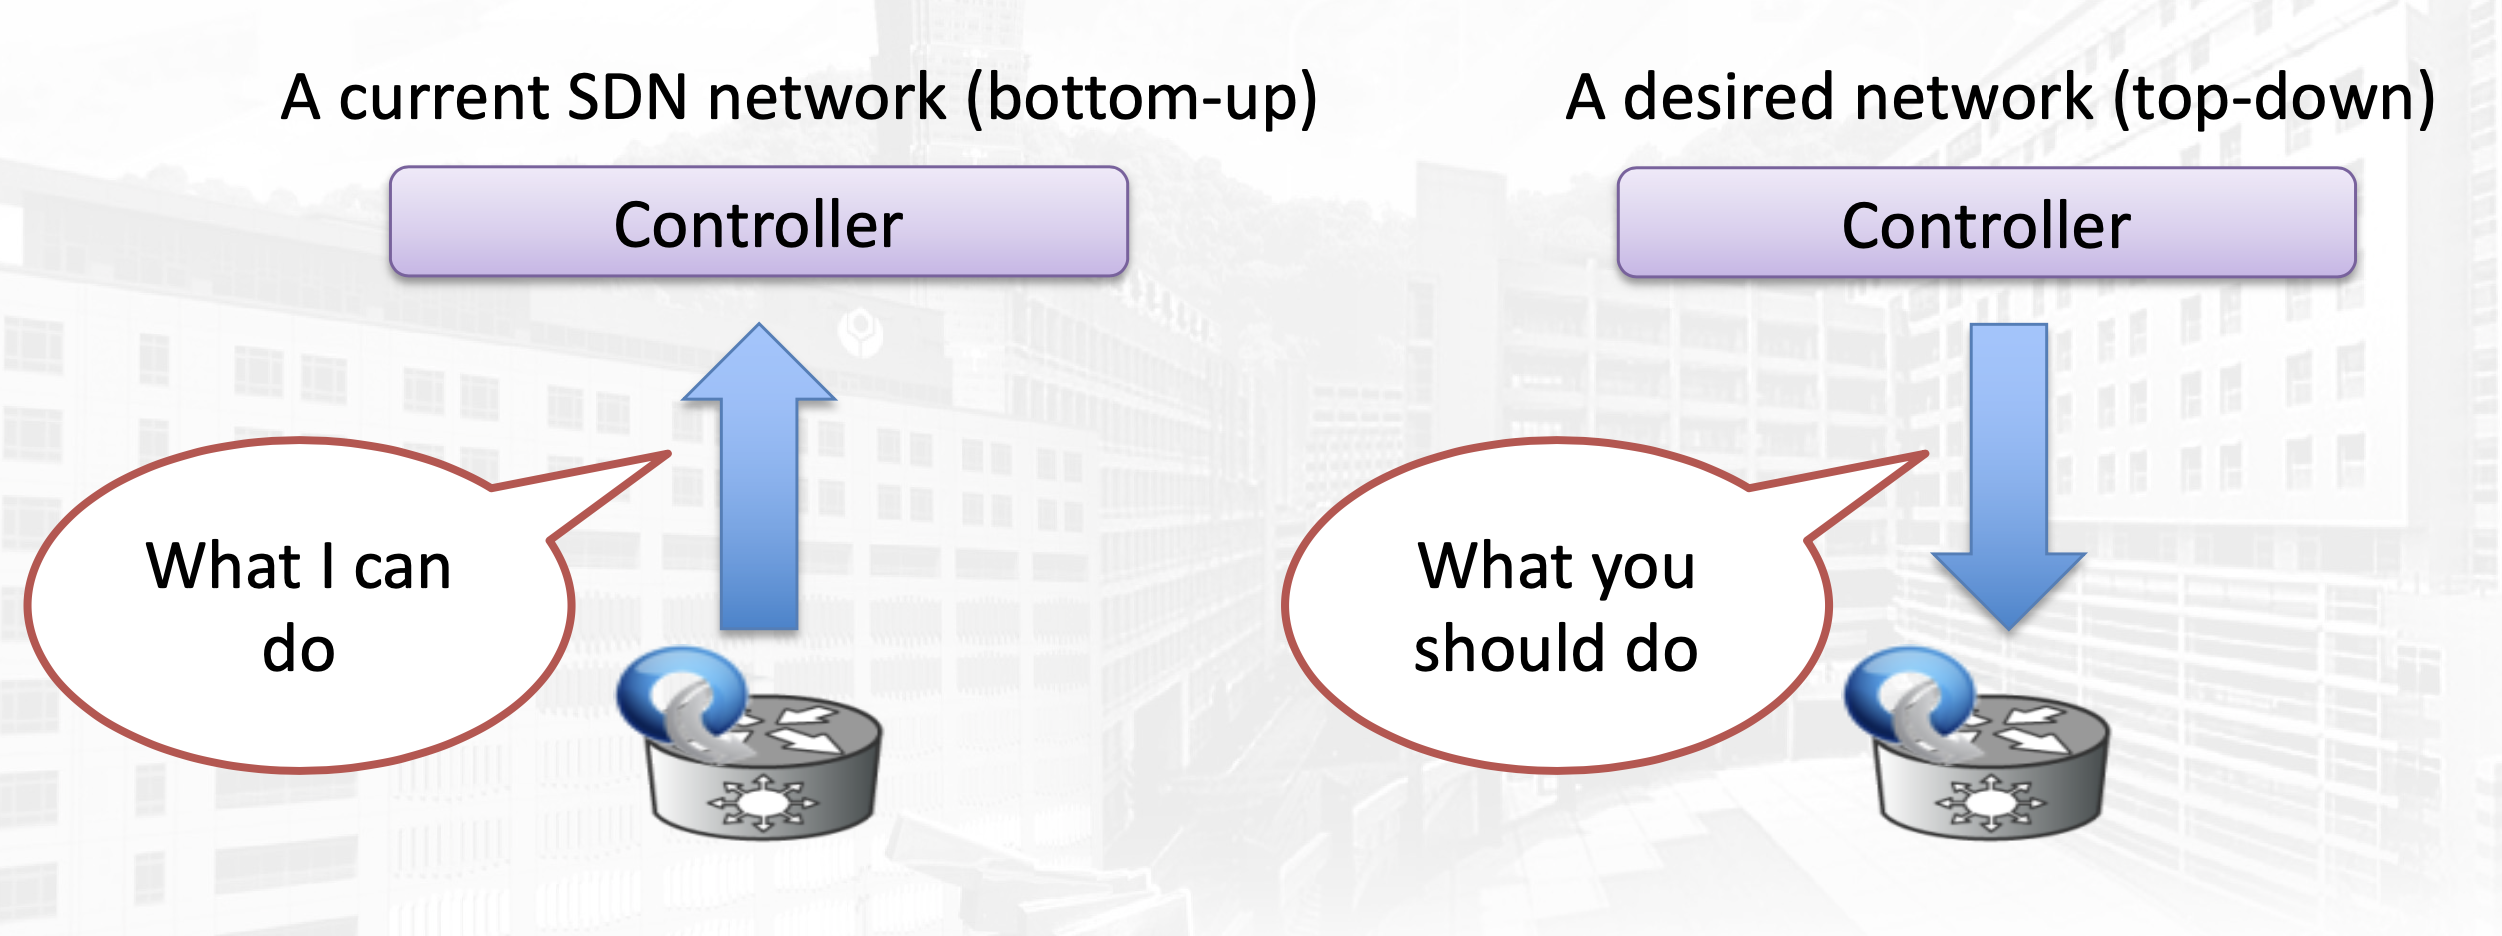 A current SDN network (bottom-up)
Controller
What I can
do
A desired network (top-down)
Controller
What you
should do